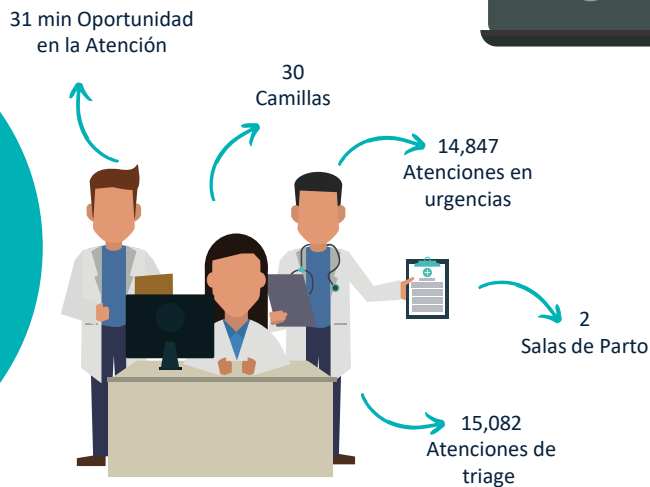 31 min Oportunidad
en la Atención
30
Camillas
14,847
Atenciones en
urgencias
2
Salas de Parto
15,082
Atenciones de
triage